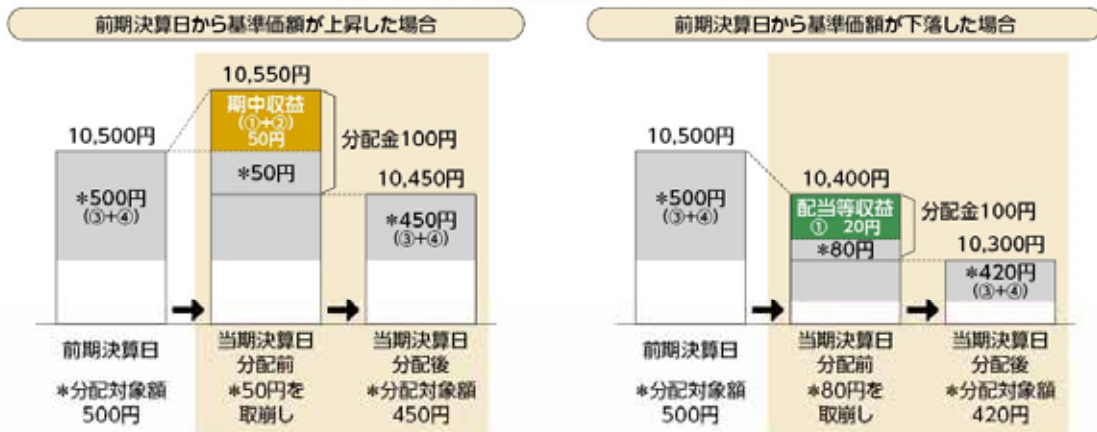 前期決算日から基準価額が上昇した場合
10,550円
期中収益
(①+②)
50円
分配金100円
10,500円
*50円
10,450円
*500円
(③+④)
*450円
(③+④)
前期決算日
当期決算日
分配前
当期決算日
分配後
*分配対象額
500円
*50円を
取崩し
*分配対象額
450円
前期決算日から基準価額が下落した場合
10,500円
*500円
(③+④)
10,400円
配当等収益
① 20円
分配金100円
*80円
10,300円
*420円
(③+④)
前期決算日
当期決算日
分配前
当期決算日
分配後
*分配対象額
500円
*80円を
取崩し
*分配対象額
420円